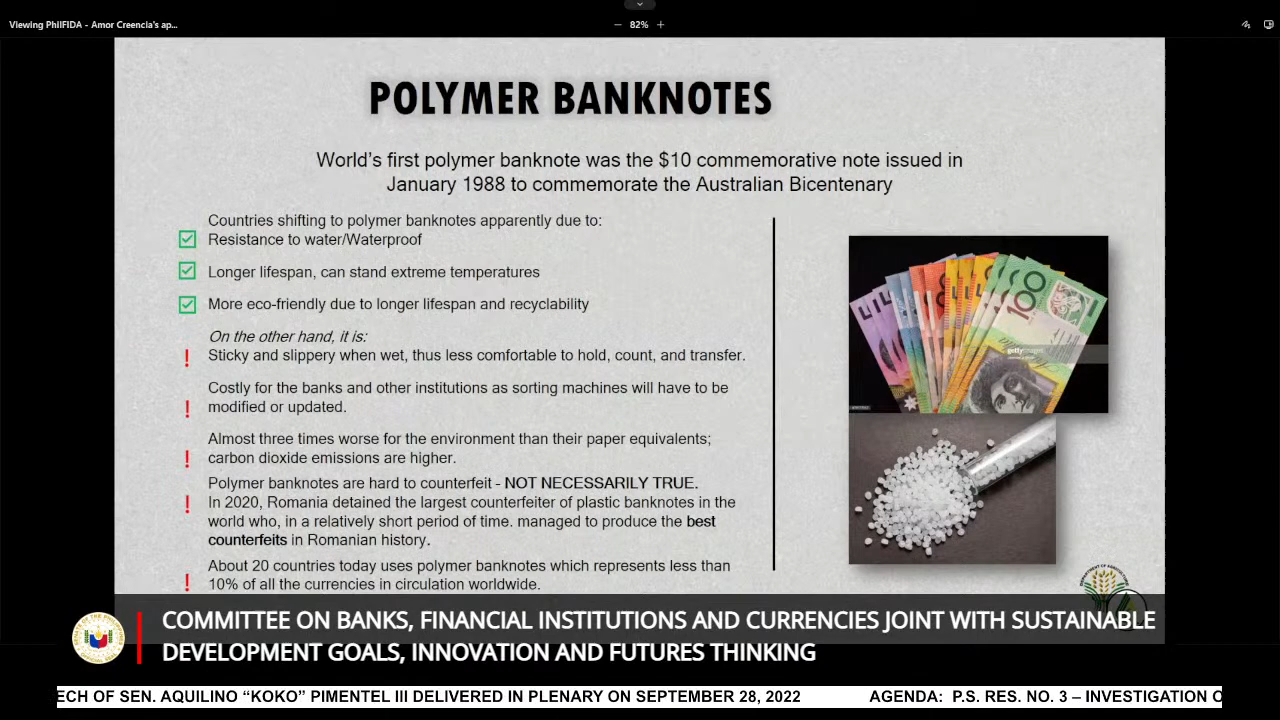 Viewing PhilFIDA - Amor Creencia's ap...
82%
POLYMER BANKNOTES
World's first polymer banknote was the $10 commemorative note issued in
January 1988 to commemorate the Australian Bicentenary
Countries shifting to polymer banknotes apparently due to:
Resistance to water/Waterproof
Longer lifespan, can stand extreme temperatures
More eco-friendly due to longer lifespan and recyclability
On the other hand, it is:
! Sticky and slippery when wet, thus less comfortable to hold, count, and transfer.
Costly for the banks and other institutions as sorting machines will have to be
! modified or updated.
Almost three times worse for the environment than their paper equivalents;
! carbon dioxide emissions are higher.
Polymer banknotes are hard to counterfeit - NOT NECESSARILY TRUE.
! In 2020, Romania detained the largest counterfeiter of plastic banknotes in the
world who, in a relatively short period of time. managed to produce the best
counterfeits in Romanian history.
About 20 countries today uses polymer banknotes which represents less than
! 10% of all the currencies in circulation worldwide.
100
gettyimages
COMMITTEE ON BANKS, FINANCIAL INSTITUTIONS AND CURRENCIES JOINT WITH SUSTAINABLE
DEVELOPMENT GOALS, INNOVATION AND FUTURES THINKING
ECH OF SEN. AQUILINO “KOKO” PIMENTEL III DELIVERED IN PLENARY ON SEPTEMBER 28, 2022 AGENDA: P.S. RES. NO. 3 – INVESTIGATION O